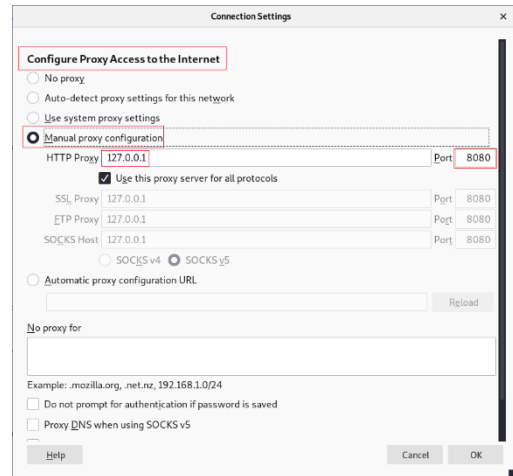 Connection Settings ×
Configure Proxy Access to the Internet
No proxy
Auto-detect proxy settings for this network
Use system proxy settings
Manual proxy configuration
HTTP Proxy 127.0.0.1 Port 8080
Use this proxy server for all protocols
SSL Proxy 127.0.0.1 Port 8080
FTP Proxy 127.0.0.1 Port 8080
SOCKS Host 127.0.0.1 Port 8080
SOCKS v4 SOCKS v5
Automatic proxy configuration URL
Reload
No proxy for
Example: .mozilla.org, .net.nz, 192.168.1.0/24
Do not prompt for authentication if password is saved
Proxy DNS when using SOCKS v5
Help Cancel OK